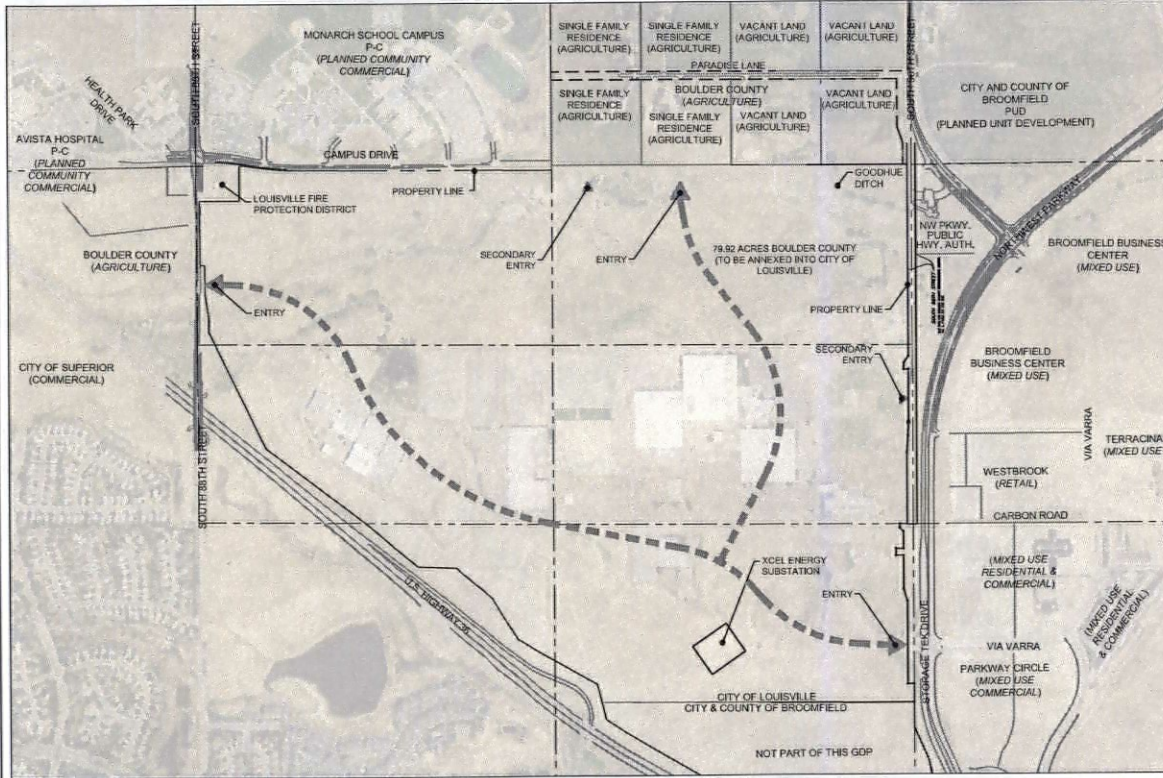 SOUTH 88TH STREET
MONARCH SCHOOL CAMPUS
P-C
(PLANNED COMMUNITY
COMMERCIAL)
HEALTH PARK
DRIVE
AVISTA HOSPITAL
P-C
(PLANNED
COMMUNITY
COMMERCIAL)
CAMPUS DRIVE
LOUISVILLE FIRE
PROTECTION DISTRICT
PROPERTY LINE
SINGLE FAMILY
RESIDENCE
(AGRICULTURE)
SINGLE FAMILY
RESIDENCE
(AGRICULTURE)
VACANT LAND
(AGRICULTURE)
VACANT LAND
(AGRICULTURE)
PARADISE LANE
BOULDER COUNTY
(AGRICULTURE)
SINGLE FAMILY
RESIDENCE
(AGRICULTURE)
SINGLE FAMILY
RESIDENCE
(AGRICULTURE)
VACANT LAND
(AGRICULTURE)
VACANT LAND
(AGRICULTURE)
CITY AND COUNTY OF
BROOMFIELD
PUD
(PLANNED UNIT DEVELOPMENT)
GOODHUE
DITCH
NW PKWY.
PUBLIC
HWY. AUTH.
NORTHWEST PARKWAY
BROOMFIELD BUSINESS
CENTER
(MIXED USE)
BOULDER COUNTY
(AGRICULTURE)
SECONDARY
ENTRY
ENTRY
79.92 ACRES BOULDER COUNTY
(TO BE ANNEXED INTO CITY OF
LOUISVILLE)
PROPERTY LINE
ENTRY
CITY OF SUPERIOR
(COMMERCIAL)
SECONDARY
ENTRY
BROOMFIELD
BUSINESS CENTER
(MIXED USE)
SOUTH 88TH STREET
VIA VARRA
TERRACINA
(MIXED USE)
WESTBROOK
(RETAIL)
CARBON ROAD
U.S. HIGHWAY 36
XCEL ENERGY
SUBSTATION
ENTRY
(MIXED USE
RESIDENTIAL &
COMMERCIAL)
(MIXED USE
RESIDENTIAL
& COMMERCIAL)
STORAGE TEK DRIVE
VIA VARRA
PARKWAY CIRCLE
(MIXED USE
COMMERCIAL)
CITY OF LOUISVILLE
CITY & COUNTY OF BROOMFIELD
NOT PART OF THIS GDP